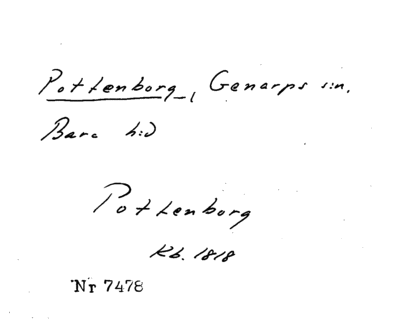 Pottenborg, Genarps s:n.
Bara h:d
Pottenborg
Kb. 1818
Nr 7478